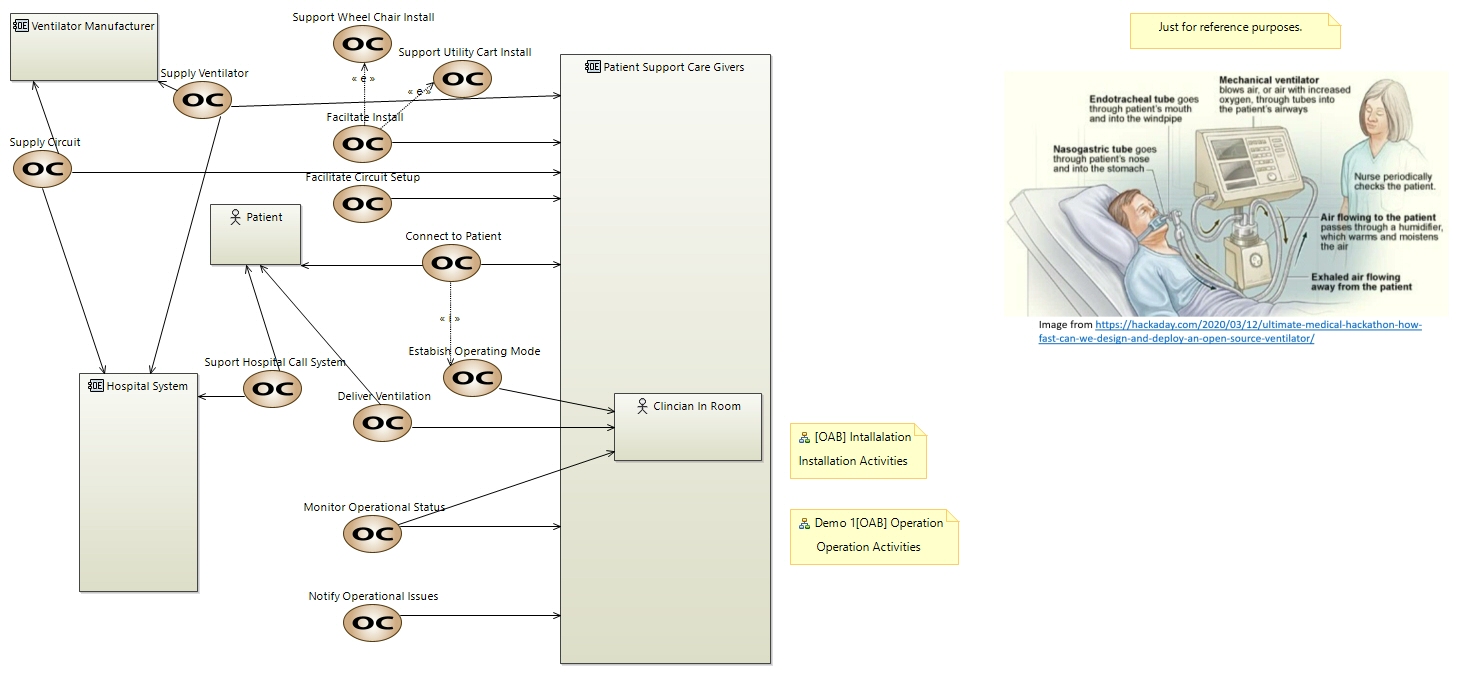 Ventilator Manufacturer
Supply Ventilator
Supply Circuit
Support Wheel Chair Install
Support Utility Cart Install
« e »
« e »
Faciltate Install
Facilitate Circuit Setup
Patient
Connect to Patient
« i »
Estabish Operating Mode
Suport Hospital Call System
Deliver Ventilation
Hospital System
Monitor Operational Status
Notify Operational Issues
OC
OC
OC
OC
OC
OC
OC
OC
OC
OC
OC
OC
OC
Patient Support Care Givers
Clincian In Room
[OAB] Intallalation
Installation Activities
Demo 1[OAB] Operation
Operation Activities
Just for reference purposes.
Mechanical ventilator
blows air, or air with increased
oxygen, through tubes into
the patient's airways
Endotracheal tube goes
through patient's mouth
and into the windpipe
Nasogastric tube goes
through patient's nose
and into the stomach
Nurse periodically
checks the patient.
Air flowing to the patient
passes through a humidifier,
which warms and moistens
the air
Exhaled air flowing
away from the patient
Image from https://hackaday.com/2020/03/12/ultimate-medical-hackathon-how-
fast-can-we-design-and-deploy-an-open-source-ventilator/